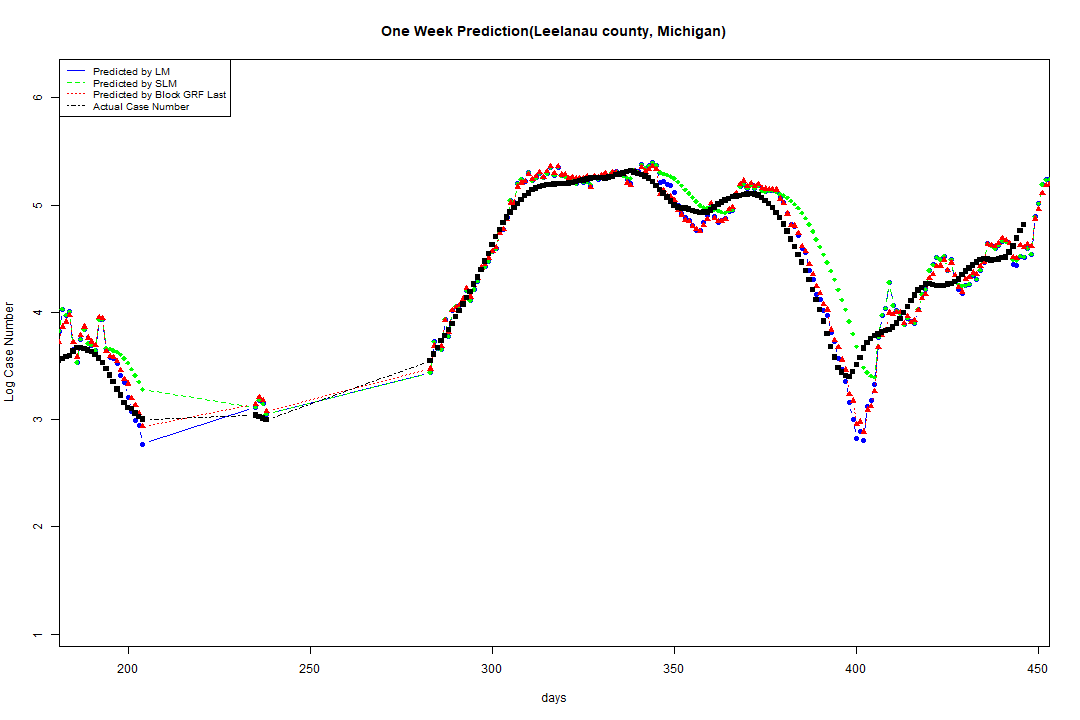 One Week Prediction(Leelanau county, Michigan)
Predicted by LM
Predicted by SLM
Predicted by Block GRF Last
Actual Case Number
6
5
4
3
2
1
Log Case Number
200 250 300 350 400 450
days